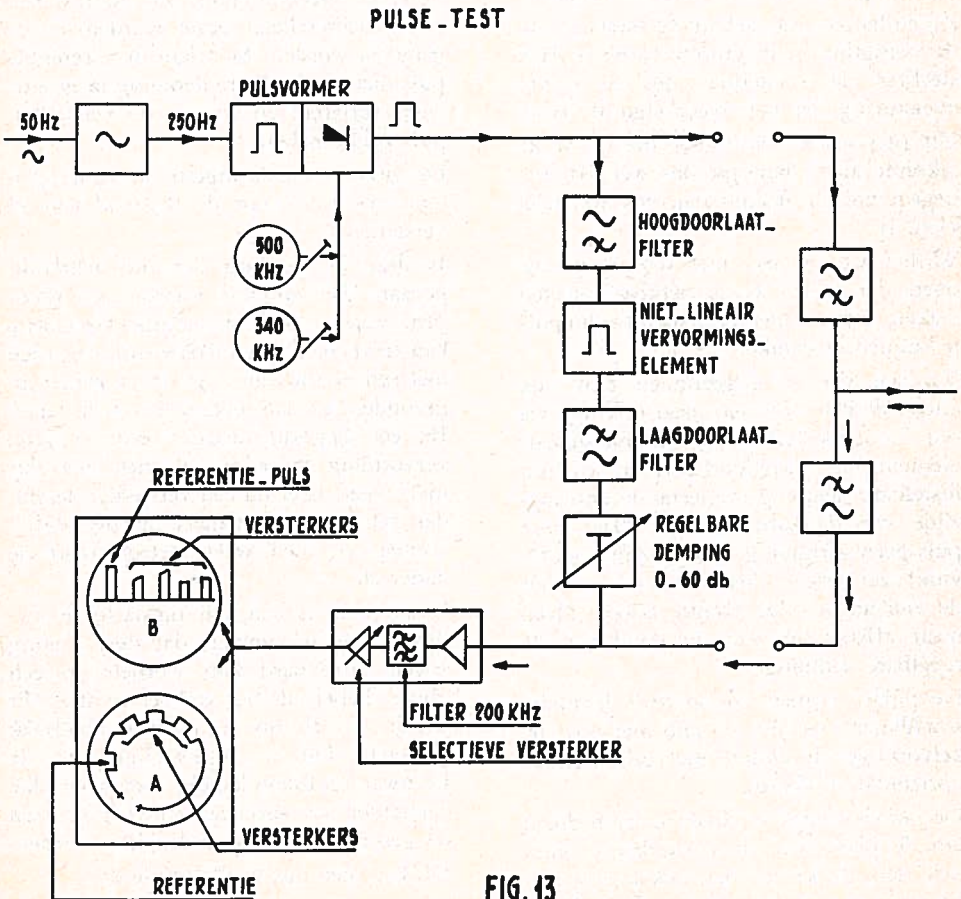 PULSE_TEST
PULSVORMER
50Hz
250HZ
500
KHz
340
KHz
HOOGDOORLAAT_
FILTER
NIET_LINEAIR
VERVORMINGS_
ELEMENT
LAAGDOORLAAT_
FILTER
REGELBARE
DEMPING
0_60 db
REFERENTIE_PULS
VERSTERKERS
B
A
FILTER 200 KHz
SELECTIEVE VERSTERKER
VERSTERKERS
REFERENTIE
FIG. 13